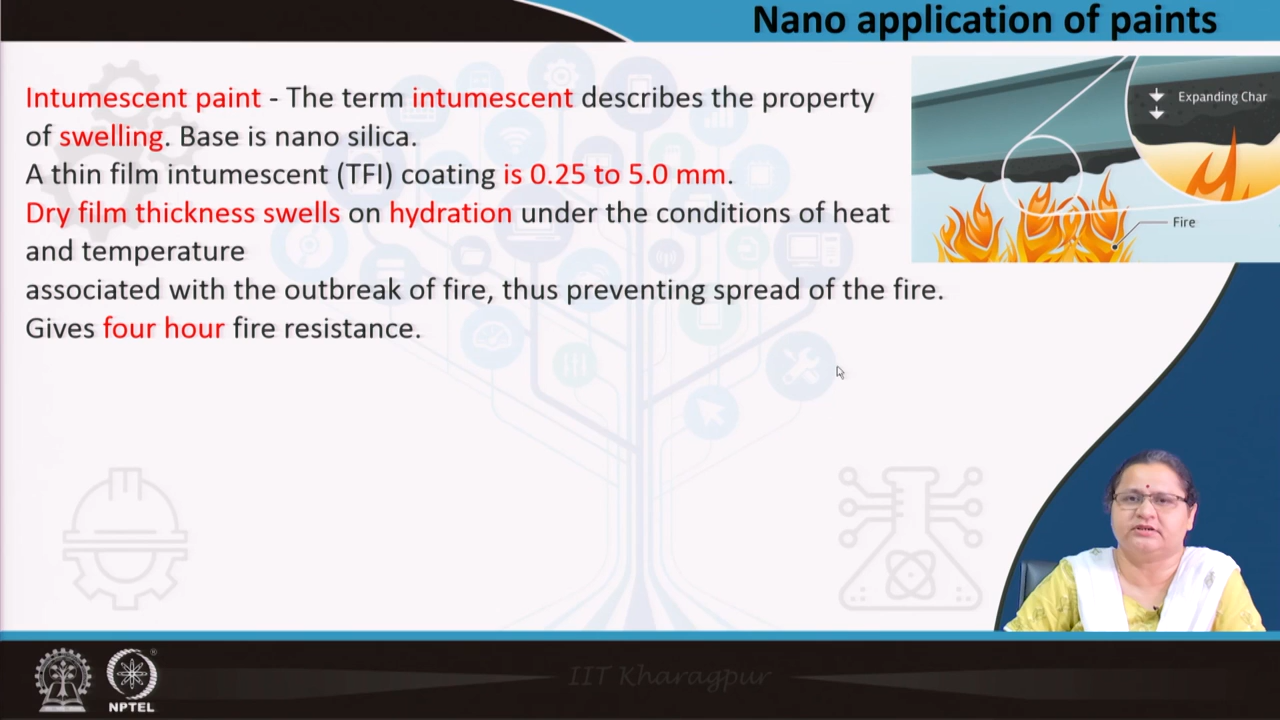 Nano application of paints
Intumescent paint - The term intumescent describes the property
of swelling. Base is nano silica.
A thin film intumescent (TFI) coating is 0.25 to 5.0 mm.
Dry film thickness swells on hydration under the conditions of heat
and temperature
associated with the outbreak of fire, thus preventing spread of the fire.
Gives four hour fire resistance.
Expanding Char
Fire
IIT Kharagpur
NPTEL